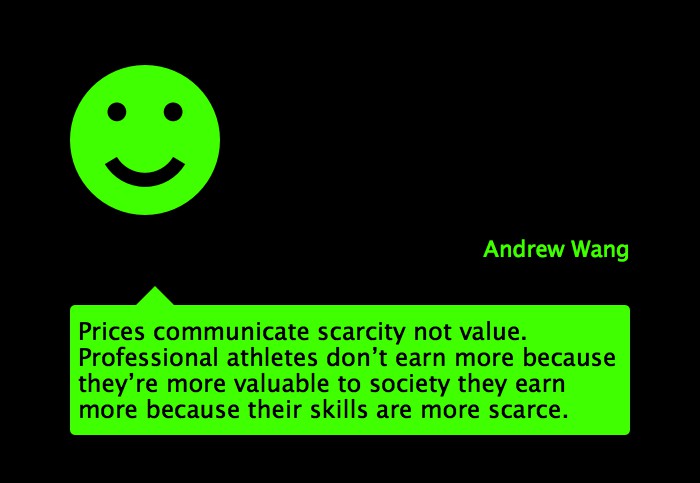 Andrew Wang
Prices communicate scarcity not value.
Professional athletes don’t earn more because
they’re more valuable to society they earn
more because their skills are more scarce.